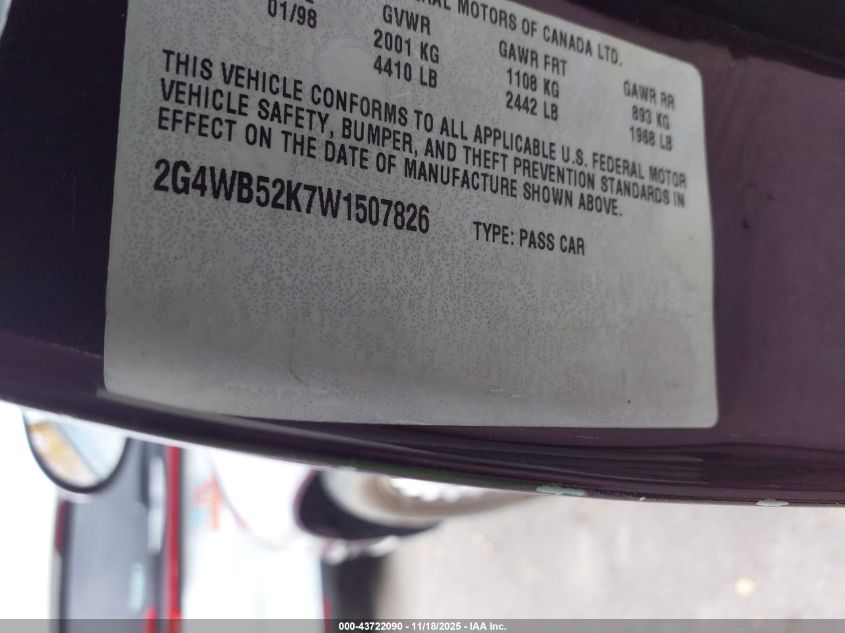 MOTORS OF CANADA LTD.
01/98 GVWR GAWR FRT GAWR RR
2001 KG 1108 KG 893 KG
4410 LB 2442 LB 1968 LB
THIS VEHICLE CONFORMS TO ALL APPLICABLE U.S. FEDERAL MOTOR
VEHICLE SAFETY, BUMPER, AND THEFT PREVENTION STANDARDS IN
EFFECT ON THE DATE OF MANUFACTURE SHOWN ABOVE.
2G4WB52K7W1507826 TYPE: PASS CAR
000-43722090 - 11/18/2025 - IAA Inc.